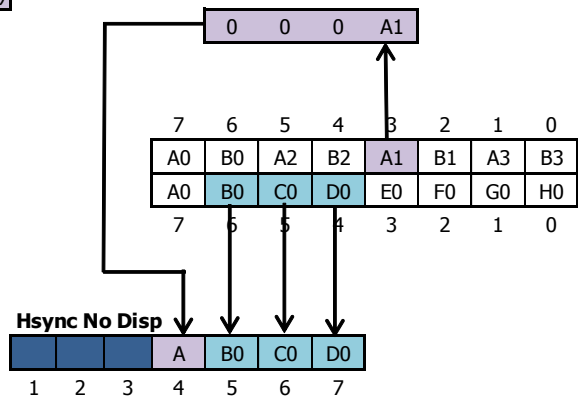 0 0 0 A1
7 6 5 4 3 2 1 0
A0 B0 A2 B2 A1 B1 A3 B3
A0 B0 C0 D0 E0 F0 G0 H0
7 6 5 4 3 2 1 0
Hsync No Disp
A B0 C0 D0
1 2 3 4 5 6 7